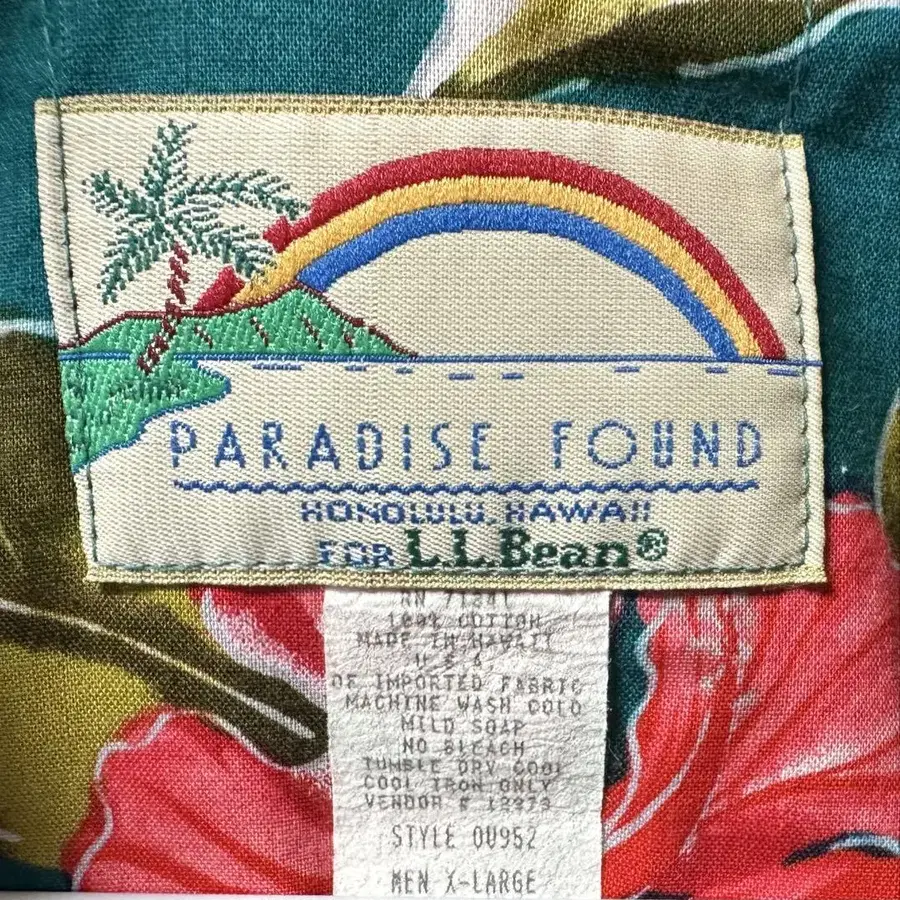 PARADISE FOUND
HONOLULU, HAWAII
FOR L.L.Bean®
100% COTTON
MADE IN HAWAII
U S A
OF IMPORTED FABRIC
MACHINE WASH COLD
MILD SOAP
NO BLEACH
TUMBLE DRY COOL
COOL IRON ONLY
VENDOR #
STYLE OU952
MEN X-LARGE